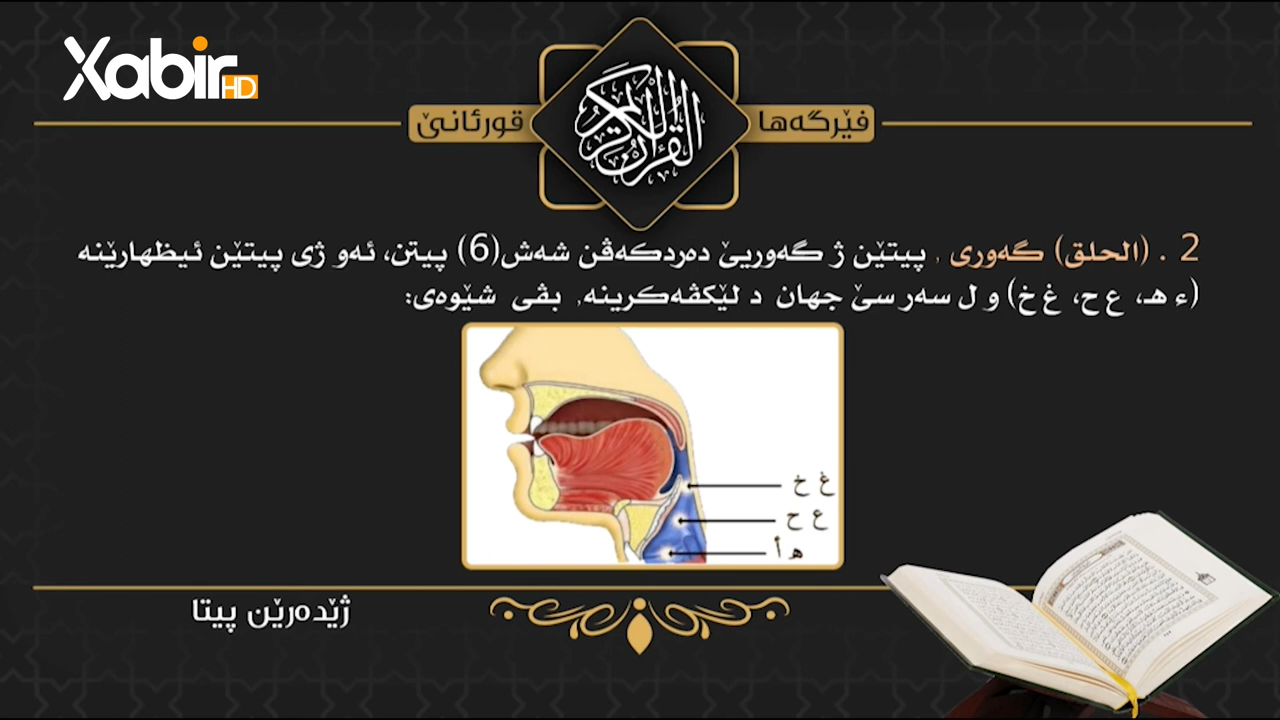 Xabir HD
فێرگەها
القرآن الكريم
قورئانێ
2 . (الحلق) گەوری , پیتێن ژ گەوریێ دەردکەڤن شەش(6) پیتن، ئەو ژی پیتێن ئیظهارێنە
(ء هـ، ع ح، غ خ) و ل سەر سێ جهان د لێکڤەکرینە, بڤی شێوەی:
غ خ
ع ح
ه أ
ژێدەرێن پیتا